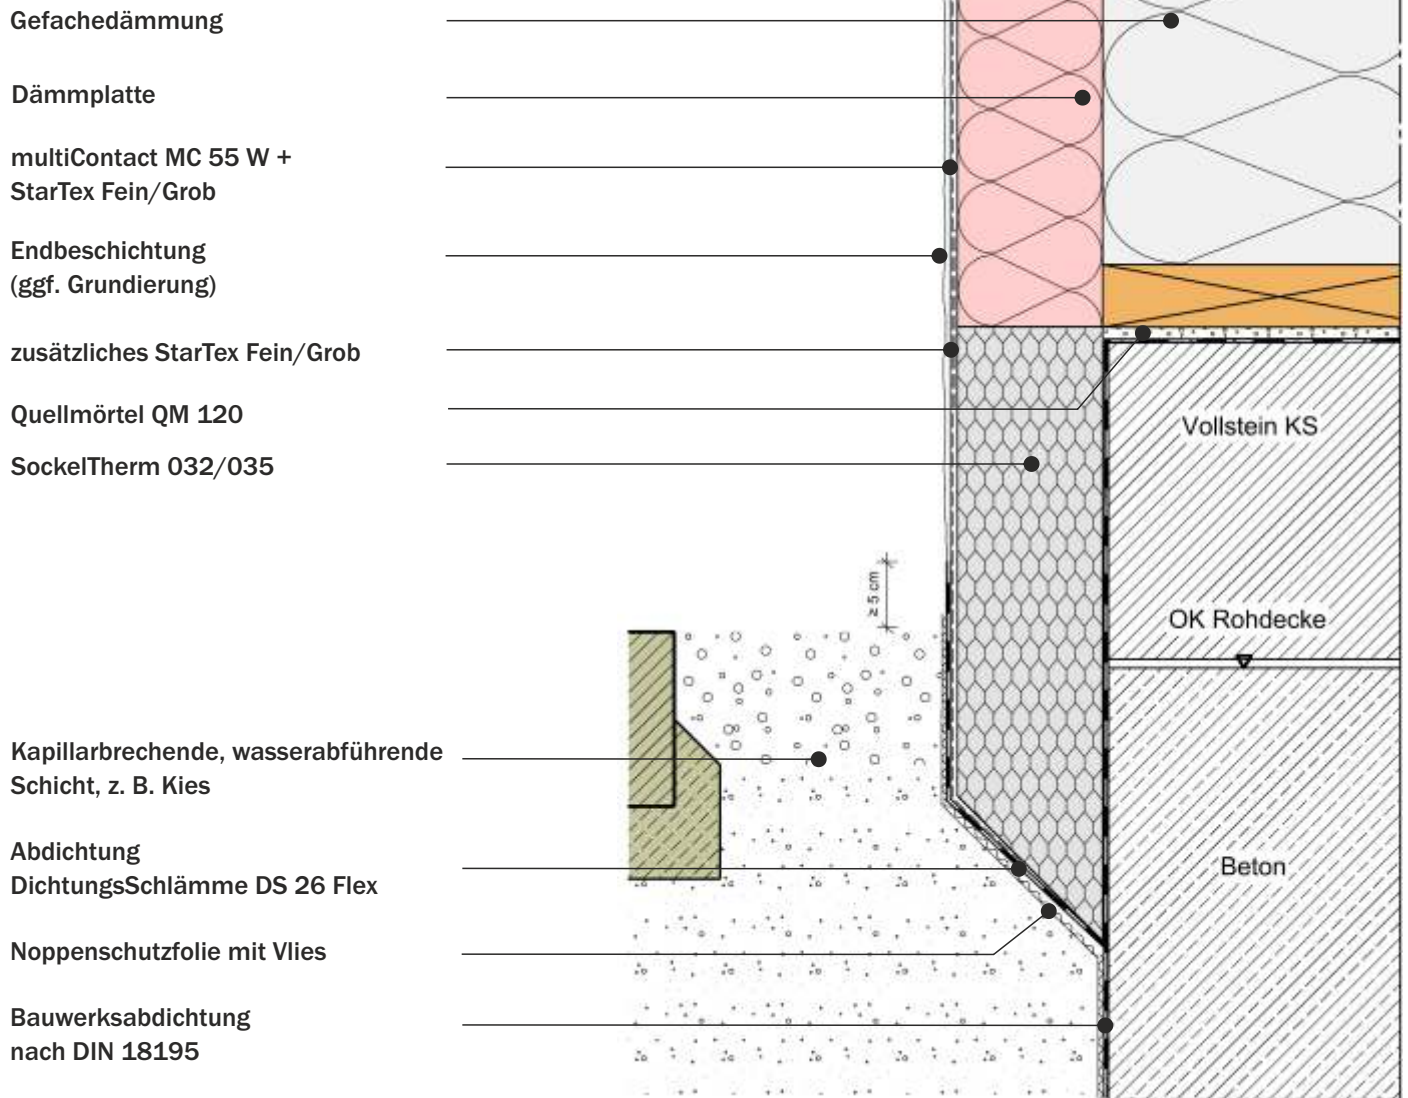 Gefachedämmung
Dämmplatte
multiContact MC 55 W +
StarTex Fein/Grob
Endbeschichtung
(ggf. Grundierung)
zusätzliches StarTex Fein/Grob
Quellmörtel QM 120
SockelTherm 032/035
Vollstein KS
≥ 5 cm
OK Rohdecke
Kapillarbrechende, wasserabführende
Schicht, z. B. Kies
Abdichtung
DichtungsSchlämme DS 26 Flex
Beton
Noppenschutzfolie mit Vlies
Bauwerksabdichtung
nach DIN 18195